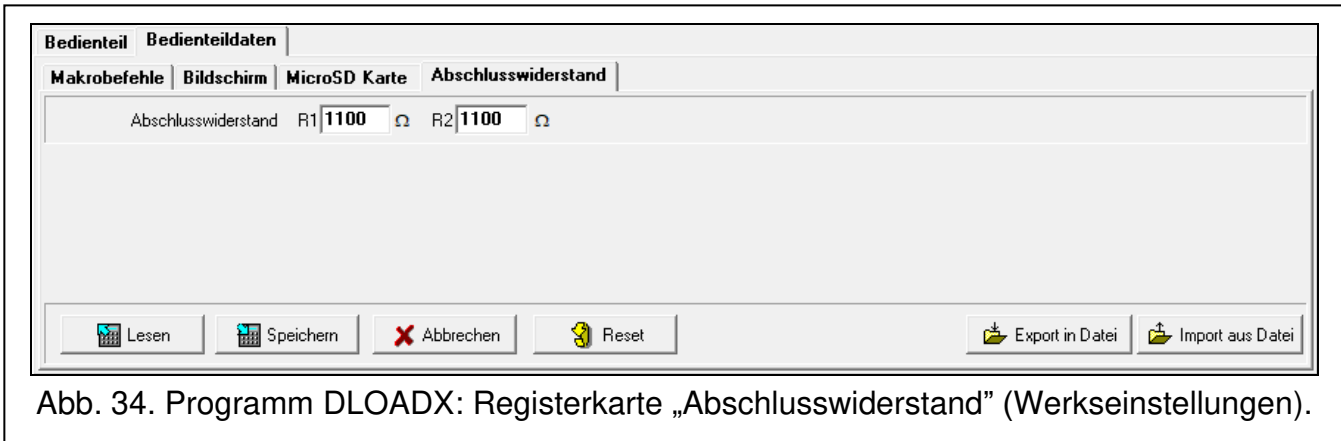 Bedienteil Bedienteildaten
Makrobefehle Bildschirm MicroSD Karte Abschlusswiderstand
Abschlusswiderstand R1 1100 Ω R2 1100 Ω
Lesen Speichern Abbrechen Reset Export in Datei Import aus Datei
Abb. 34. Programm DLOADX: Registerkarte „Abschlusswiderstand” (Werkseinstellungen).